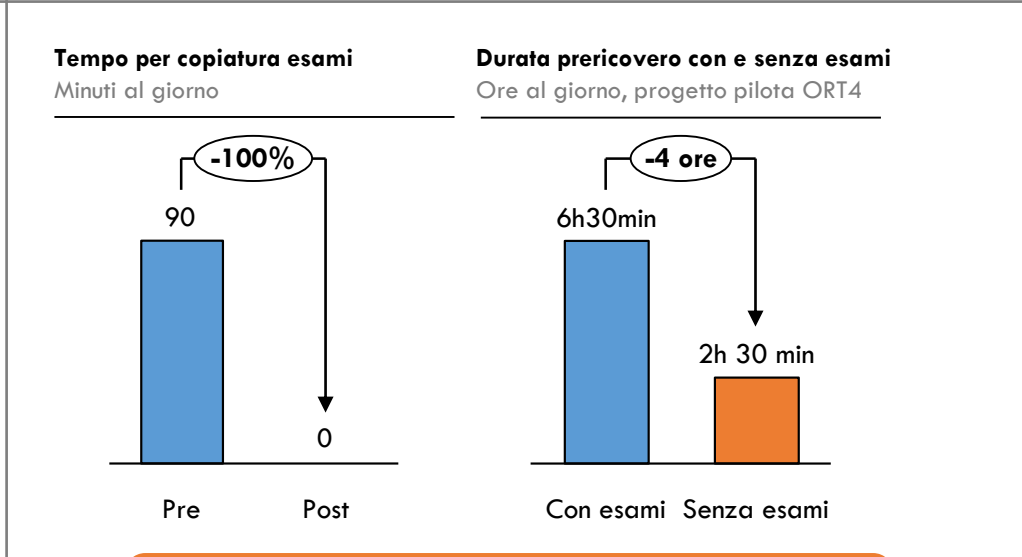 Tempo per copiatura esami
Minuti al giorno
-100%
90
0
Pre Post
Durata prericovero con e senza esami
Ore al giorno, progetto pilota ORT4
-4 ore
6h30min
2h 30 min
Con esami Senza esami